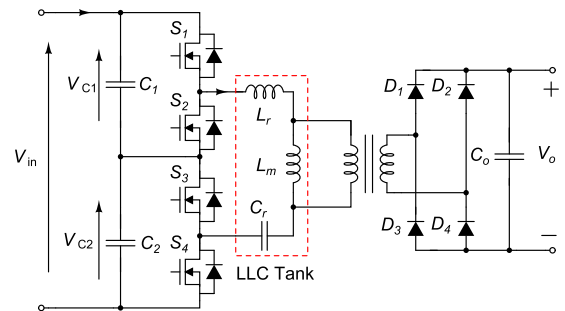 S1
VC1
C1
S2
Lr
D1
D2
Vin
Lm
Co
Vo
+
S3
Cr
VC2
C2
S4
D3
D4
−
LLC Tank